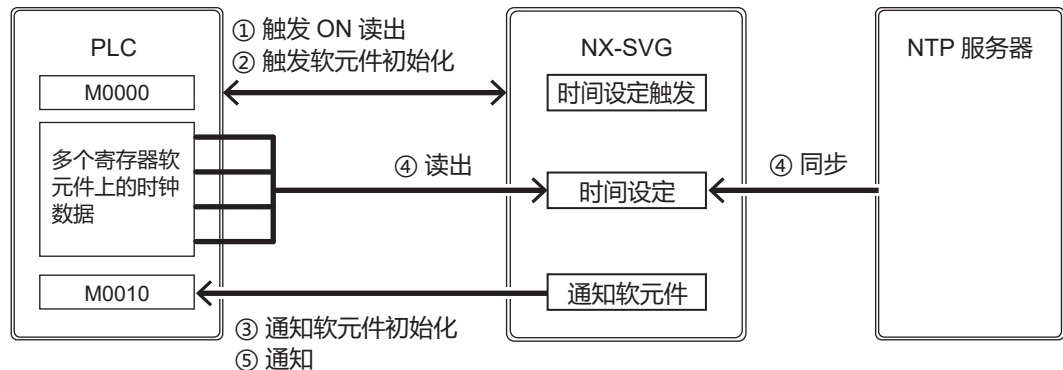 PLC
① 触发 ON 读出
② 触发软元件初始化
NX-SVG
NTP 服务器
M0000
时间设定触发
多个寄存器软
元件上的时钟
数据
④ 读出
时间设定
④ 同步
M0010
通知软元件
③ 通知软元件初始化
⑤ 通知